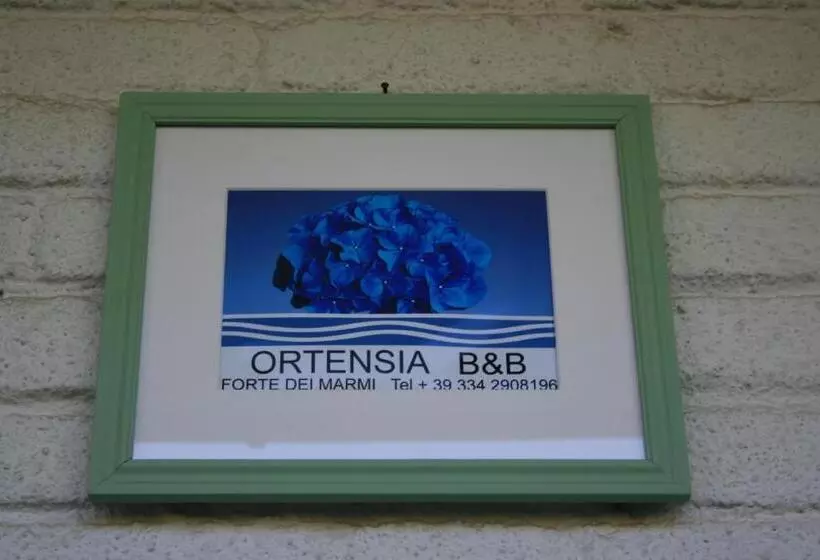 ORTENSIA B&B
FORTE DEI MARMI Tel + 39 334 2908196